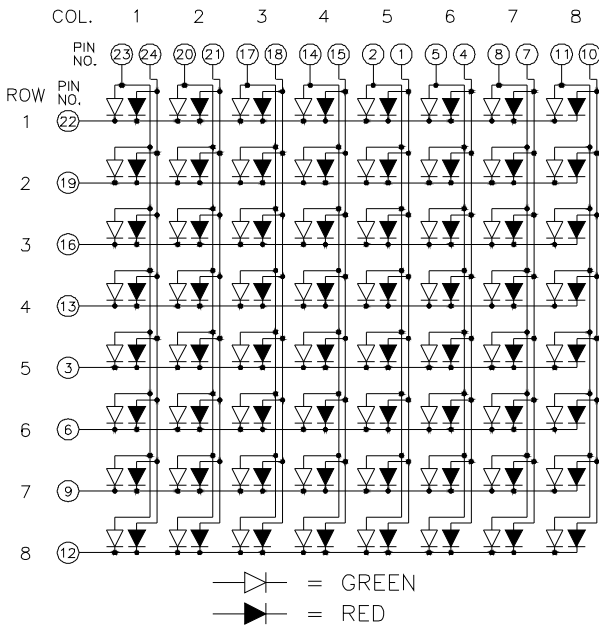 COL. 1 2 3 4 5 6 7 8
PIN NO. 23 24 20 21 17 18 14 15 2 1 5 4 8 7 11 10
ROW PIN NO.
1 22
2 19
3 16
4 13
5 3
6 6
7 9
8 12
= GREEN
= RED